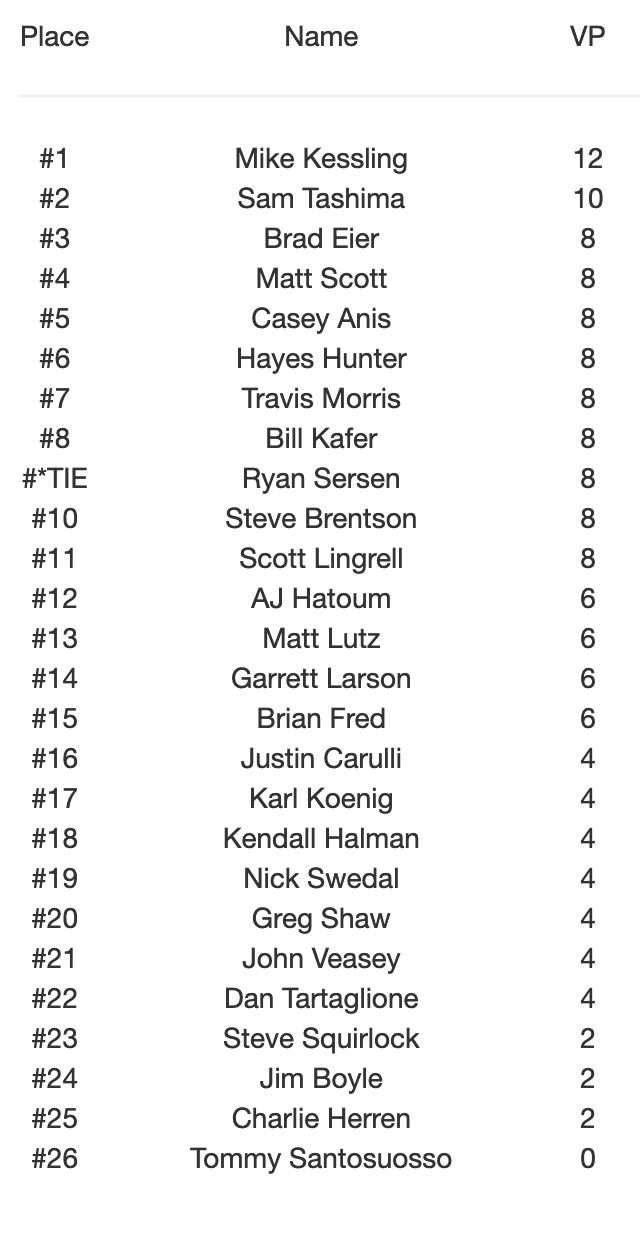 Place Name VP
#1 Mike Kessling 12
#2 Sam Tashima 10
#3 Brad Eier 8
#4 Matt Scott 8
#5 Casey Anis 8
#6 Hayes Hunter 8
#7 Travis Morris 8
#8 Bill Kafer 8
#*TIE Ryan Sersen 8
#10 Steve Brentson 8
#11 Scott Lingrell 8
#12 AJ Hatoum 6
#13 Matt Lutz 6
#14 Garrett Larson 6
#15 Brian Fred 6
#16 Justin Carulli 4
#17 Karl Koenig 4
#18 Kendall Halman 4
#19 Nick Swedal 4
#20 Greg Shaw 4
#21 John Veasey 4
#22 Dan Tartaglione 4
#23 Steve Squirlock 2
#24 Jim Boyle 2
#25 Charlie Herren 2
#26 Tommy Santosuosso 0